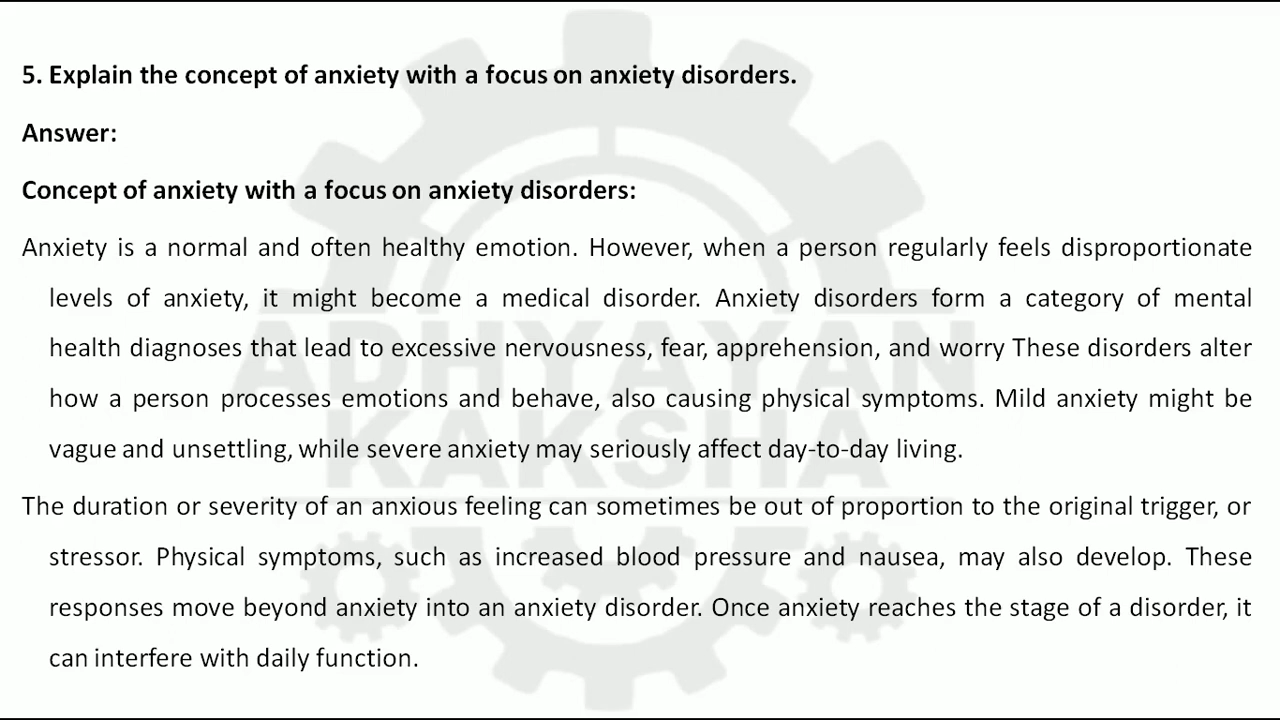 5. Explain the concept of anxiety with a focus on anxiety disorders.
Answer:
Concept of anxiety with a focus on anxiety disorders:
Anxiety is a normal and often healthy emotion. However, when a person regularly feels disproportionate
levels of anxiety, it might become a medical disorder. Anxiety disorders form a category of mental
health diagnoses that lead to excessive nervousness, fear, apprehension, and worry These disorders alter
how a person processes emotions and behave, also causing physical symptoms. Mild anxiety might be
vague and unsettling, while severe anxiety may seriously affect day-to-day living.
The duration or severity of an anxious feeling can sometimes be out of proportion to the original trigger, or
stressor. Physical symptoms, such as increased blood pressure and nausea, may also develop. These
responses move beyond anxiety into an anxiety disorder. Once anxiety reaches the stage of a disorder, it
can interfere with daily function.
ADHYAYAN
KAKSHA